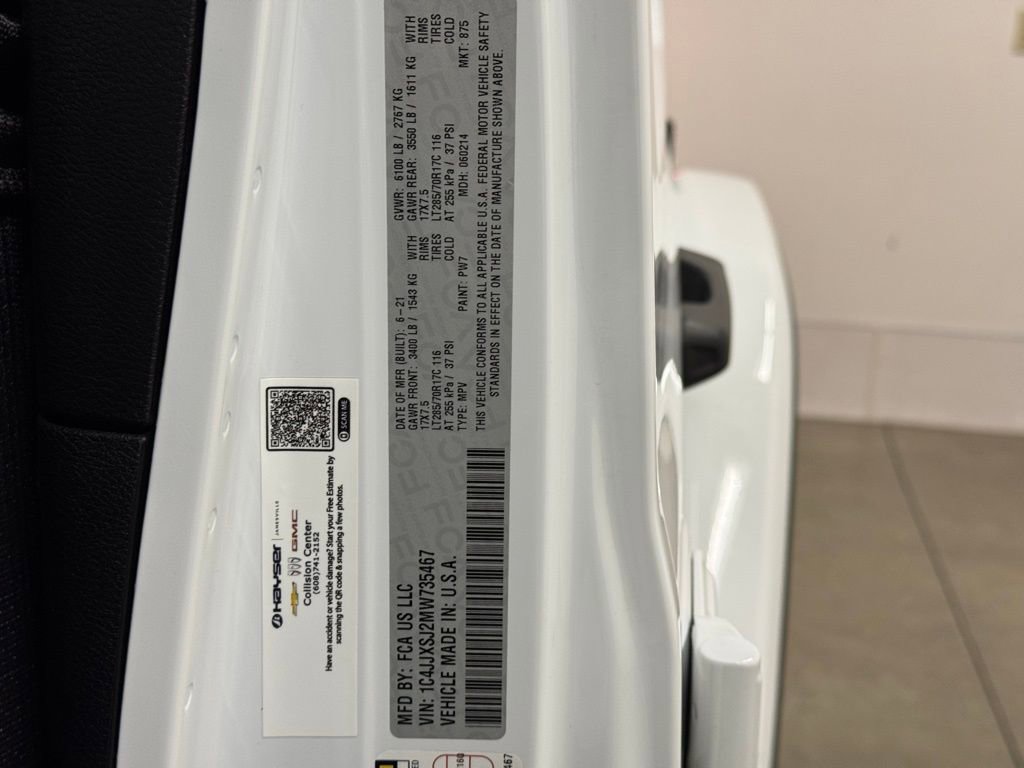 MFD BY: FCA US LLC
VIN: 1C4JJXSJ2MW735467
VEHICLE MADE IN: U.S.A.
DATE OF MFR (BUILT): 6-21
GVWR: 6100 LB / 2767 KG
GAWR FRONT: 3400 LB / 1543 KG WITH
17X7.5 RIMS
LT285/70R17C 116 TIRES
AT 255 kPa / 37 PSI COLD
GAWR REAR: 3550 LB / 1611 KG WITH
17X7.5 RIMS
LT285/70R17C 116 TIRES
AT 255 kPa / 37 PSI COLD
TYPE: MPV PAINT: PW7 MDH: 060214 MKT: 875
THIS VEHICLE CONFORMS TO ALL APPLICABLE U.S.A. FEDERAL MOTOR VEHICLE SAFETY
STANDARDS IN EFFECT ON THE DATE OF MANUFACTURE SHOWN ABOVE.
Hayser JANESVILLE
GMC
Collision Center
(608)741-2152
Have an accident or vehicle damage? Start your Free Estimate by
scanning the QR code & snapping a few photos.
SCAN ME
467